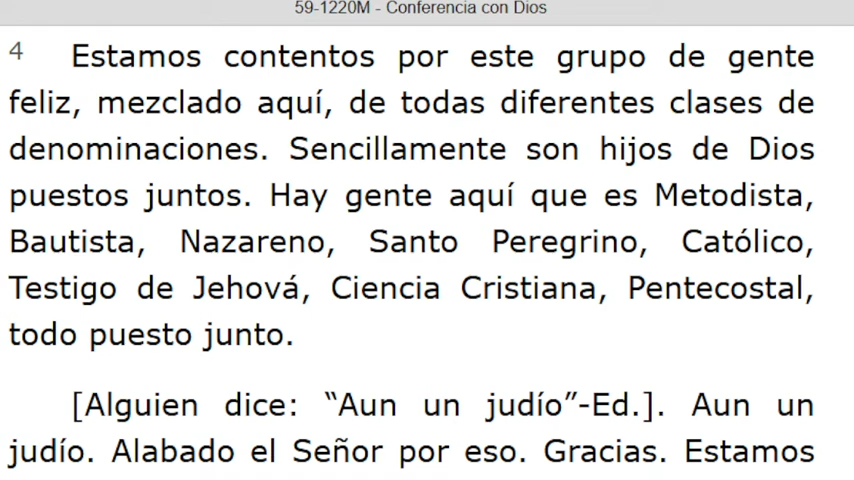 59-1220M - Conferencia con Dios
4 Estamos contentos por este grupo de gente
feliz, mezclado aquí, de todas diferentes clases de
denominaciones. Sencillamente son hijos de Dios
puestos juntos. Hay gente aquí que es Metodista,
Bautista, Nazareno, Santo Peregrino, Católico,
Testigo de Jehová, Ciencia Cristiana, Pentecostal,
todo puesto junto.
[Alguien dice: “Aun un judío”-Ed.]. Aun un
judío. Alabado el Señor por eso. Gracias. Estamos